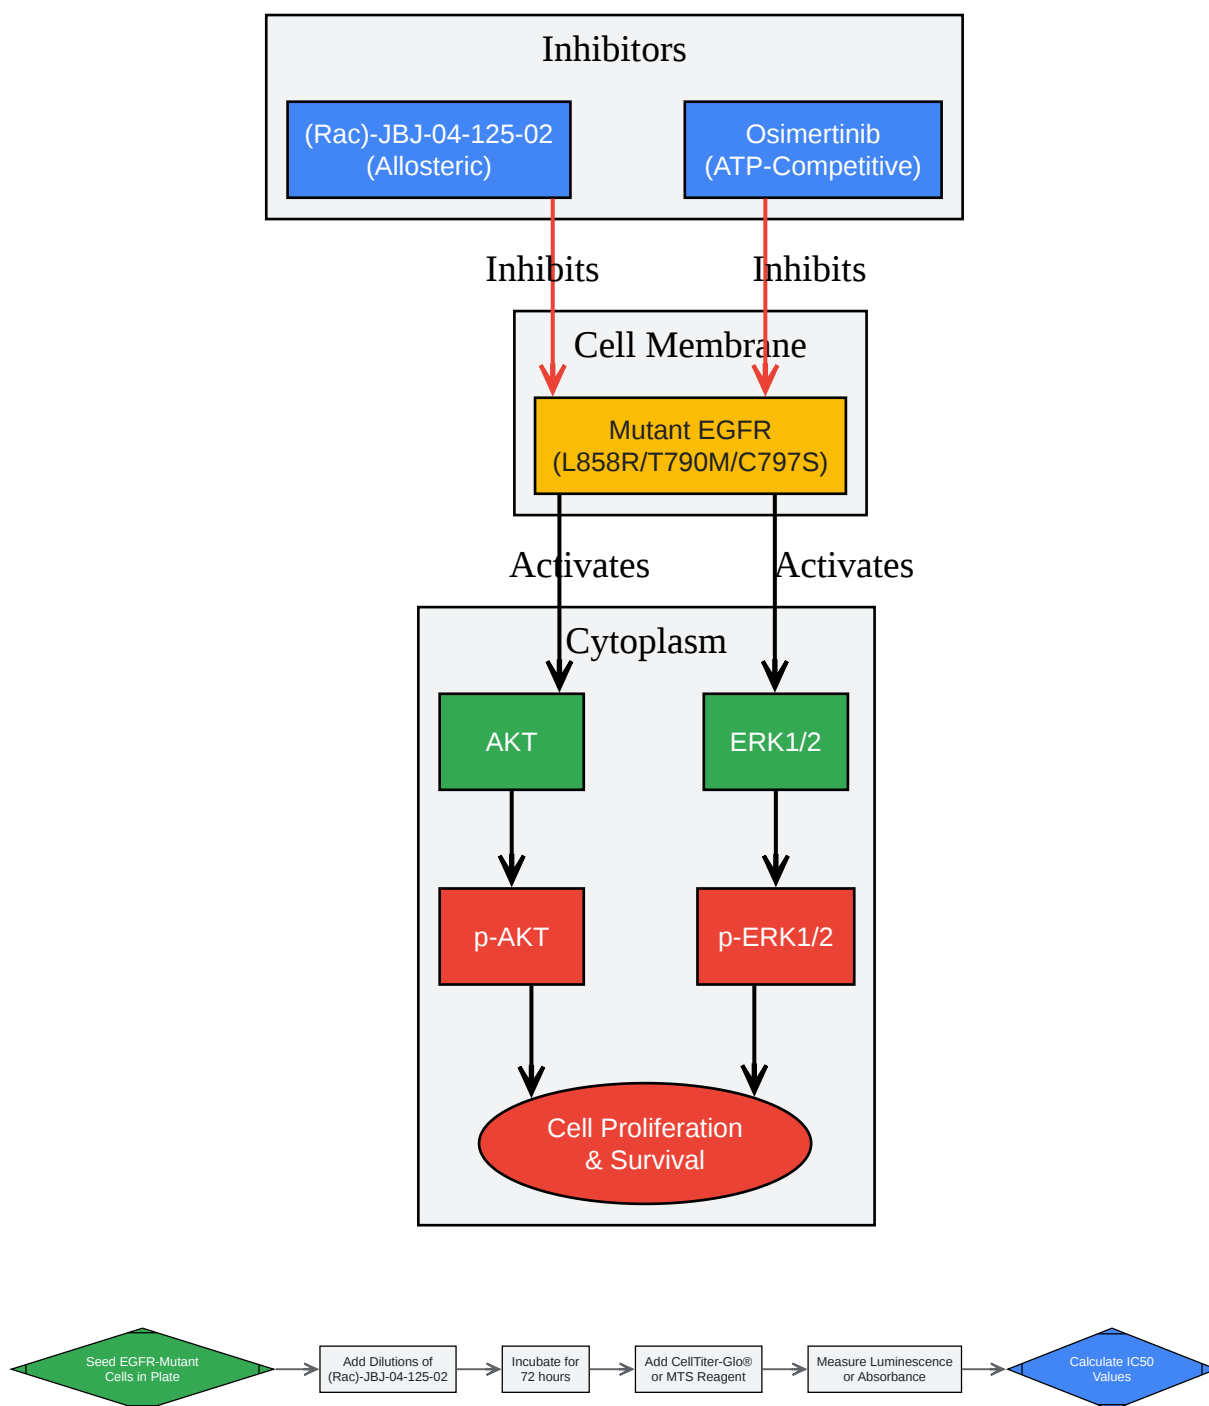 Inhibitors
(Rac)-JBJ-04-125-02
(Allosteric)
Osimertinib
(ATP-Competitive)
Inhibits
Inhibits
Cell Membrane
Mutant EGFR
(L858R/T790M/C797S)
Activates
Activates
Cytoplasm
AKT
ERK1/2
p-AKT
p-ERK1/2
Cell Proliferation
& Survival
Seed EGFR-Mutant
Cells in Plate
Add Dilutions of
(Rac)-JBJ-04-125-02
Incubate for
72 hours
Add CellTiter-Glo®
or MTS Reagent
Measure Luminescence
or Absorbance
Calculate IC50
Values